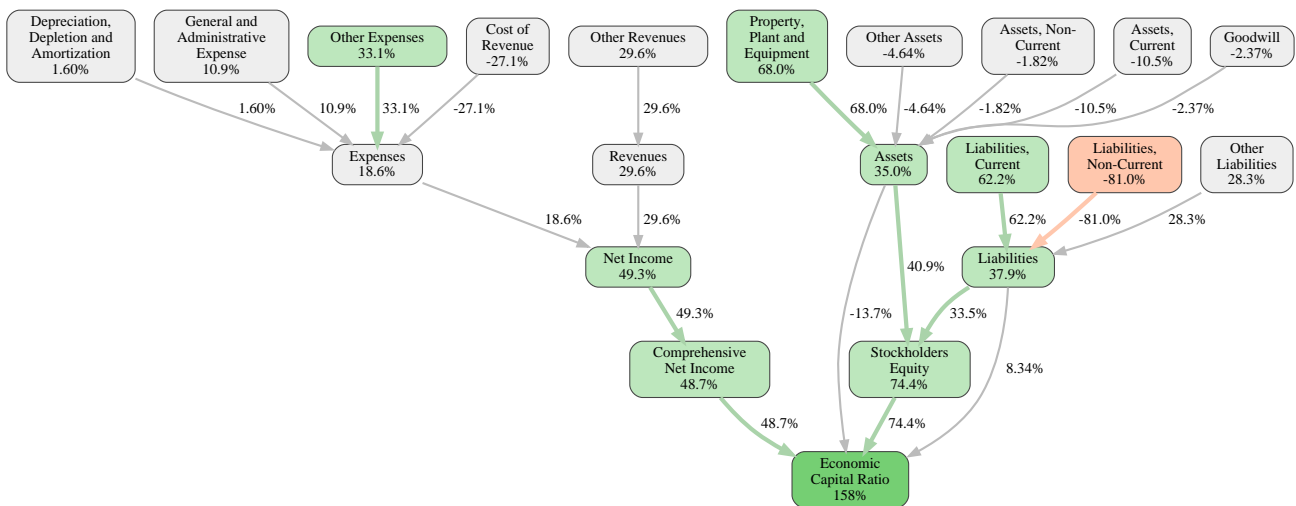 Depreciation,
Depletion and
Amortization
1.60%
General and
Administrative
Expense
10.9%
Other Expenses
33.1%
Cost of
Revenue
-27.1%
Other Revenues
29.6%
Property,
Plant and
Equipment
68.0%
Other Assets
-4.64%
Assets, Non-
Current
-1.82%
Assets,
Current
-10.5%
Goodwill
-2.37%
1.60%
10.9%
33.1%
-27.1%
29.6%
68.0%
-4.64%
-1.82%
-10.5%
-2.37%
Expenses
18.6%
Revenues
29.6%
Assets
35.0%
Liabilities,
Current
62.2%
Liabilities,
Non-Current
-81.0%
Other
Liabilities
28.3%
18.6%
29.6%
62.2%
-81.0%
28.3%
Net Income
49.3%
40.9%
Liabilities
37.9%
49.3%
-13.7%
33.5%
Comprehensive
Net Income
48.7%
Stockholders
Equity
74.4%
8.34%
48.7%
74.4%
Economic
Capital Ratio
158%